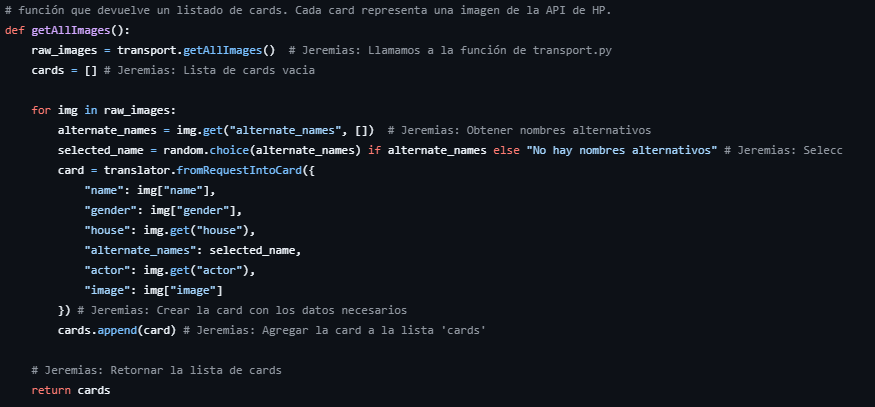 # función que devuelve un listado de cards. Cada card representa una imagen de la API de HP.
def getAllImages():
    raw_images = transport.getAllImages()  # Jeremias: Llamamos a la función de transport.py
    cards = [] # Jeremias: Lista de cards vacia

    for img in raw_images:
        alternate_names = img.get("alternate_names", [])  # Jeremias: Obtener nombres alternativos
        selected_name = random.choice(alternate_names) if alternate_names else "No hay nombres alternativos" # Jeremias: Selecc
        card = translator.fromRequestIntoCard({
            "name": img["name"],
            "gender": img["gender"],
            "house": img.get("house"),
            "alternate_names": selected_name,
            "actor": img.get("actor"),
            "image": img["image"]
        }) # Jeremias: Crear la card con los datos necesarios
        cards.append(card) # Jeremias: Agregar la card a la lista 'cards'

    # Jeremias: Retornar la lista de cards
    return cards